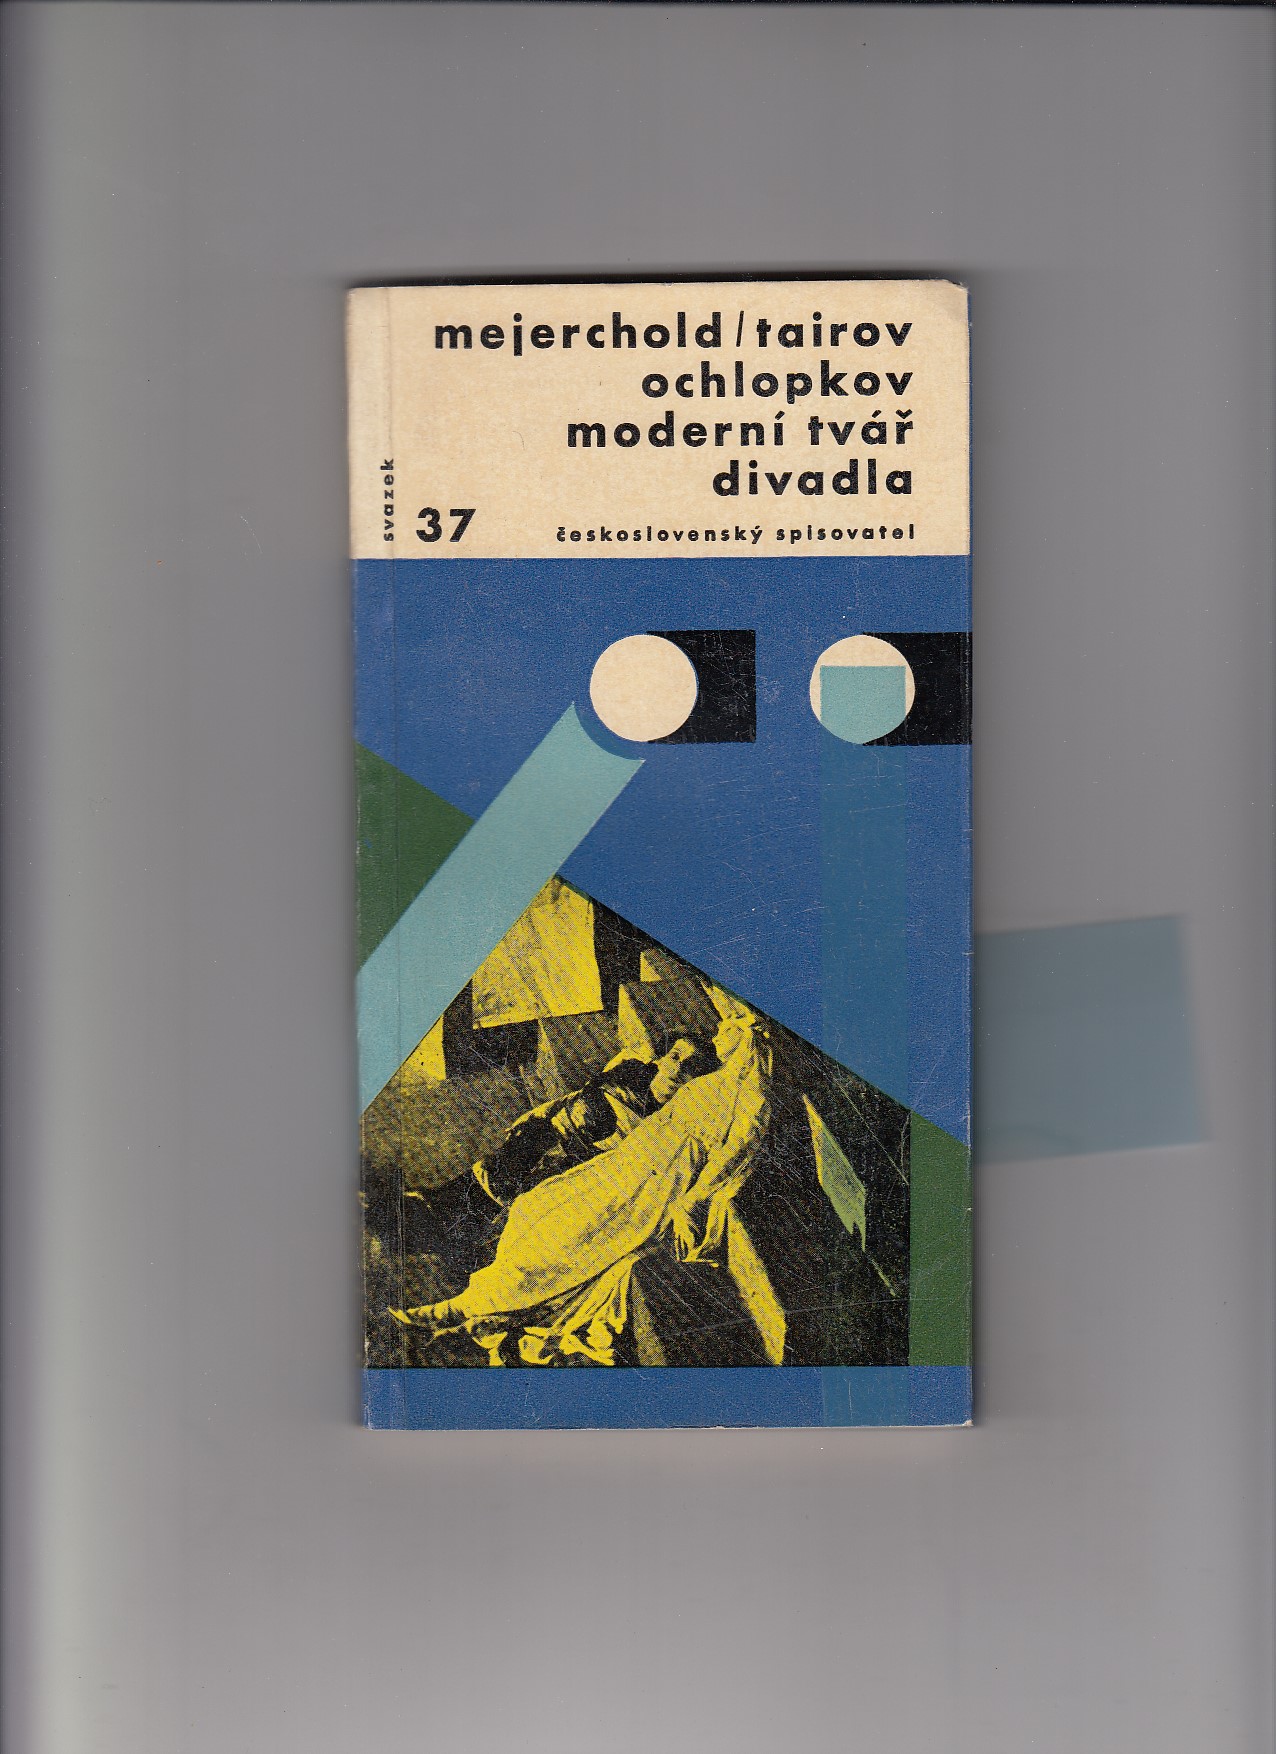 mejerchold / tairov
ochlopkov
moderní tvář
divadla
svazek
37
československý spisovatel